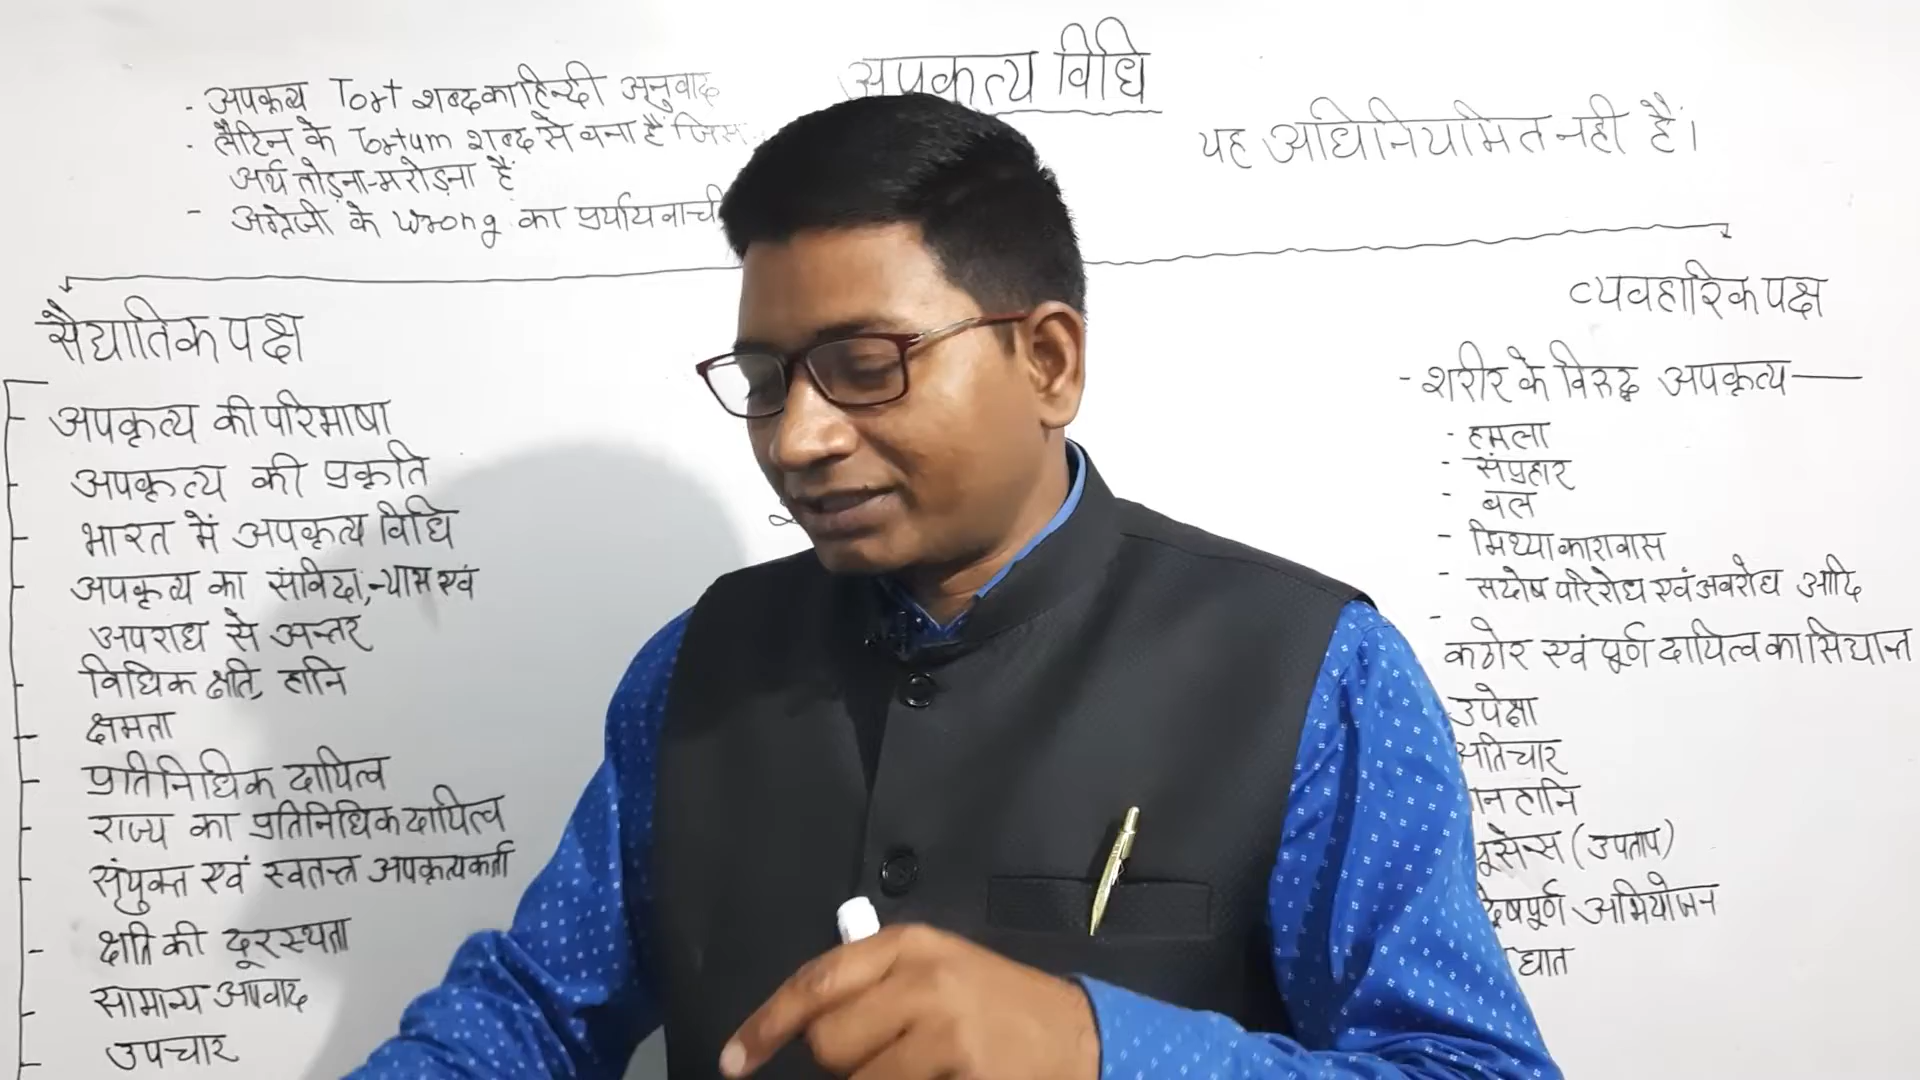 अपकृत्य विधि
· अपकृत्य Tort शब्द का हिन्दी अनुवाद
· लैटिन के Tortum शब्द से बना है जिस
अर्थ तोड़ना-मरोड़ना है
- अंग्रेजी के wrong का पर्यायवाची
यह अधिनियमित नही है।
सैद्यातिक पक्ष
अपकृत्य की परिभाषा
अपकृत्य की प्रकृति
भारत में अपकृत्य विधि
अपकृत्य का संविदा, न्यास एवं
अपराध से अन्तर
विधिक क्षति, हानि
क्षमता
प्रतिनिधिक दायित्व
राज्य का प्रतिनिधिक दायित्व
संयुक्त एवं स्वतन्त्र अपकृत्यकर्ता
क्षति की दूरस्थता
सामान्य अपवाद
उपचार
व्यवहारिक पक्ष
- शरीर के विरुद्ध अपकृत्य —
- हमला
- संप्रहार
- बल
- मिथ्या कारावास
- सदोष परिरोध एवं अवरोध आदि
- कठोर एवं पूर्ण दायित्व का सिद्यान्त
उपेक्षा
अतिचार
नहानि
सेन्स (उपताप)
द्वेषपूर्ण अभियोजन
घात